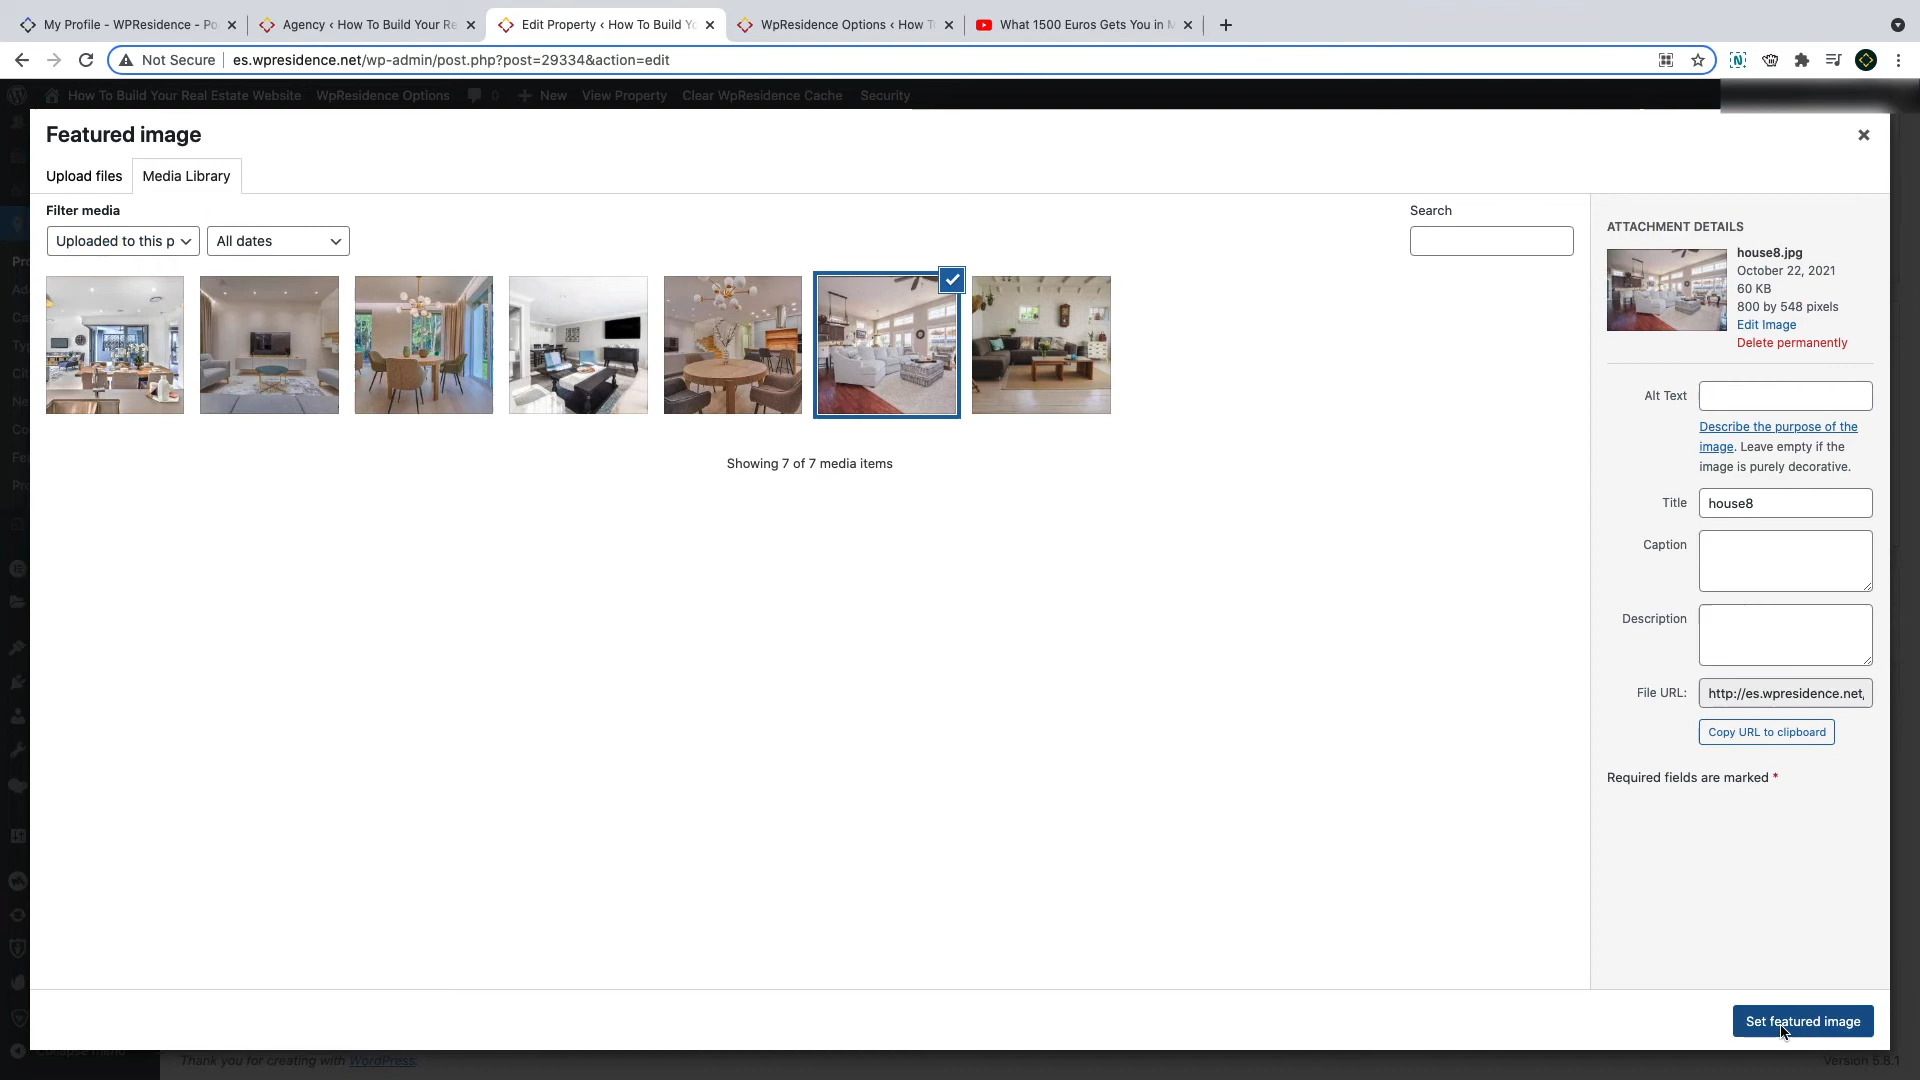 My Profile - WPResidence - Po
Agency ‹ How To Build Your Re
Edit Property ‹ How To Build Yo
WpResidence Options ‹ How T
What 1500 Euros Gets You in M
Not Secure
es.wpresidence.net/wp-admin/post.php?post=29334&action=edit
How To Build Your Real Estate Website
WpResidence Options
0
New
View Property
Clear WpResidence Cache
Security
Featured image
Upload files
Media Library
Filter media
Search
Uploaded to this p
All dates
Showing 7 of 7 media items
ATTACHMENT DETAILS
house8.jpg
October 22, 2021
60 KB
800 by 548 pixels
Edit Image
Delete permanently
Alt Text
Describe the purpose of the
image. Leave empty if the
image is purely decorative.
Title
house8
Caption
Description
File URL:
http://es.wpresidence.net,
Copy URL to clipboard
Required fields are marked *
Set featured image
Collapse menu
Thank you for creating with WordPress.
Version 5.8.1